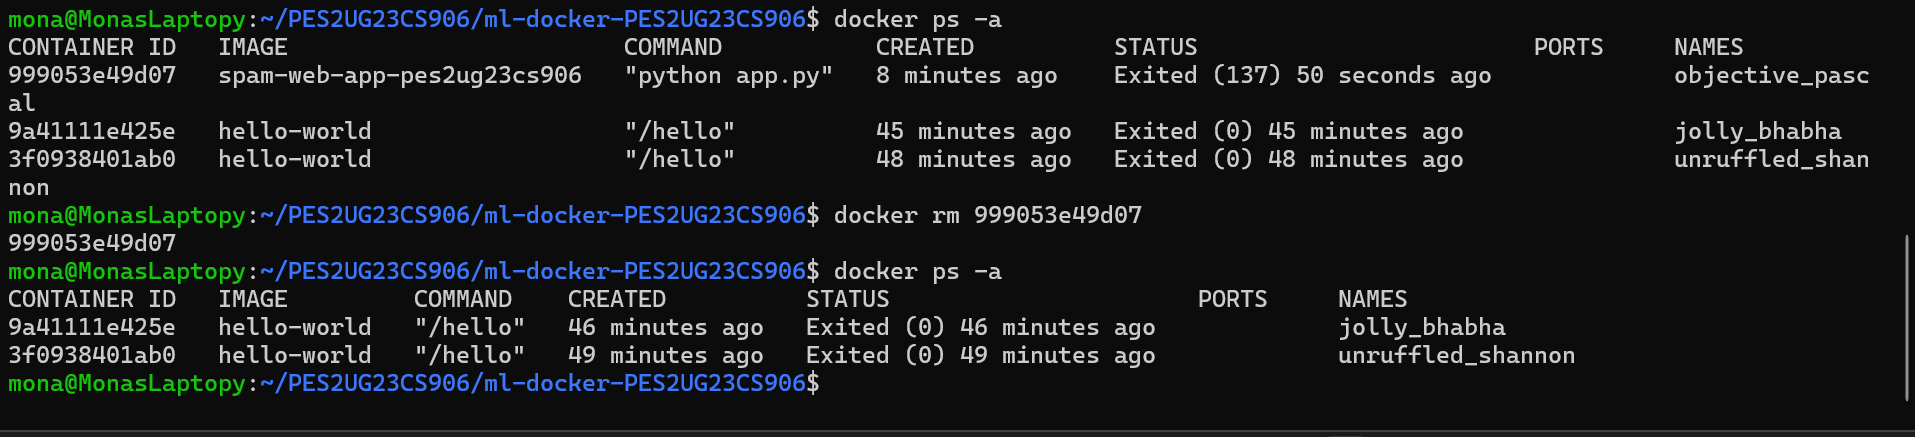 mona@MonasLaptopy:~/PES2UG23CS906/ml-docker-PES2UG23CS906$ docker ps -a
CONTAINER ID   IMAGE                        COMMAND           CREATED          STATUS                        PORTS     NAMES
999053e49d07   spam-web-app-pes2ug23cs906   "python app.py"   8 minutes ago    Exited (137) 50 seconds ago             objective_pasc
al
9a41111e425e   hello-world                  "/hello"          45 minutes ago   Exited (0) 45 minutes ago               jolly_bhabha
3f0938401ab0   hello-world                  "/hello"          48 minutes ago   Exited (0) 48 minutes ago               unruffled_shan
non
mona@MonasLaptopy:~/PES2UG23CS906/ml-docker-PES2UG23CS906$ docker rm 999053e49d07
999053e49d07
mona@MonasLaptopy:~/PES2UG23CS906/ml-docker-PES2UG23CS906$ docker ps -a
CONTAINER ID   IMAGE         COMMAND    CREATED          STATUS                      PORTS     NAMES
9a41111e425e   hello-world   "/hello"   46 minutes ago   Exited (0) 46 minutes ago             jolly_bhabha
3f0938401ab0   hello-world   "/hello"   49 minutes ago   Exited (0) 49 minutes ago             unruffled_shannon
mona@MonasLaptopy:~/PES2UG23CS906/ml-docker-PES2UG23CS906$